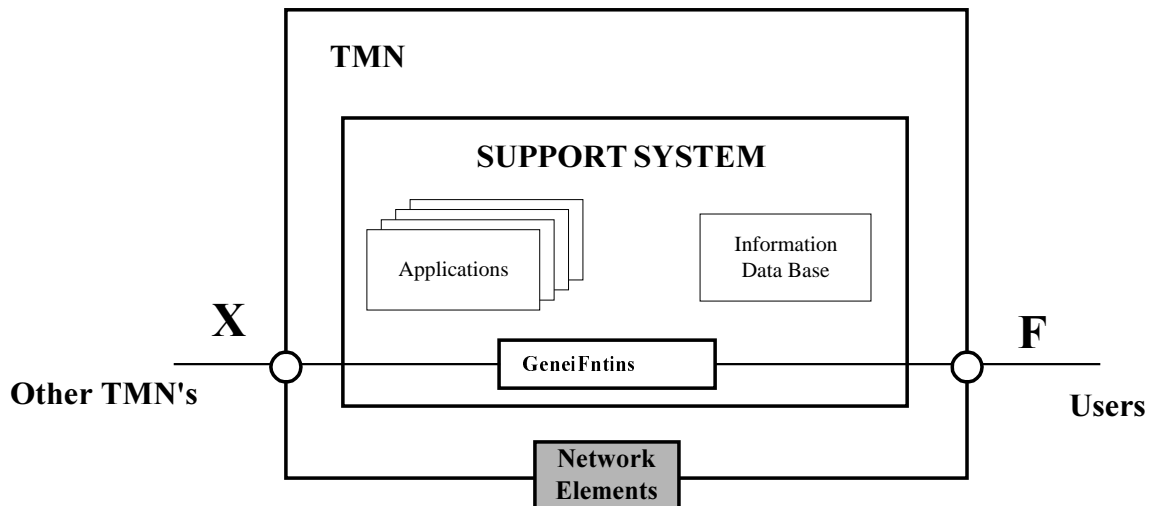 TMN
SUPPORT SYSTEM
Applications
Information
Data Base
X
F
GeneiFntins
Other TMN's
Users
Network
Elements